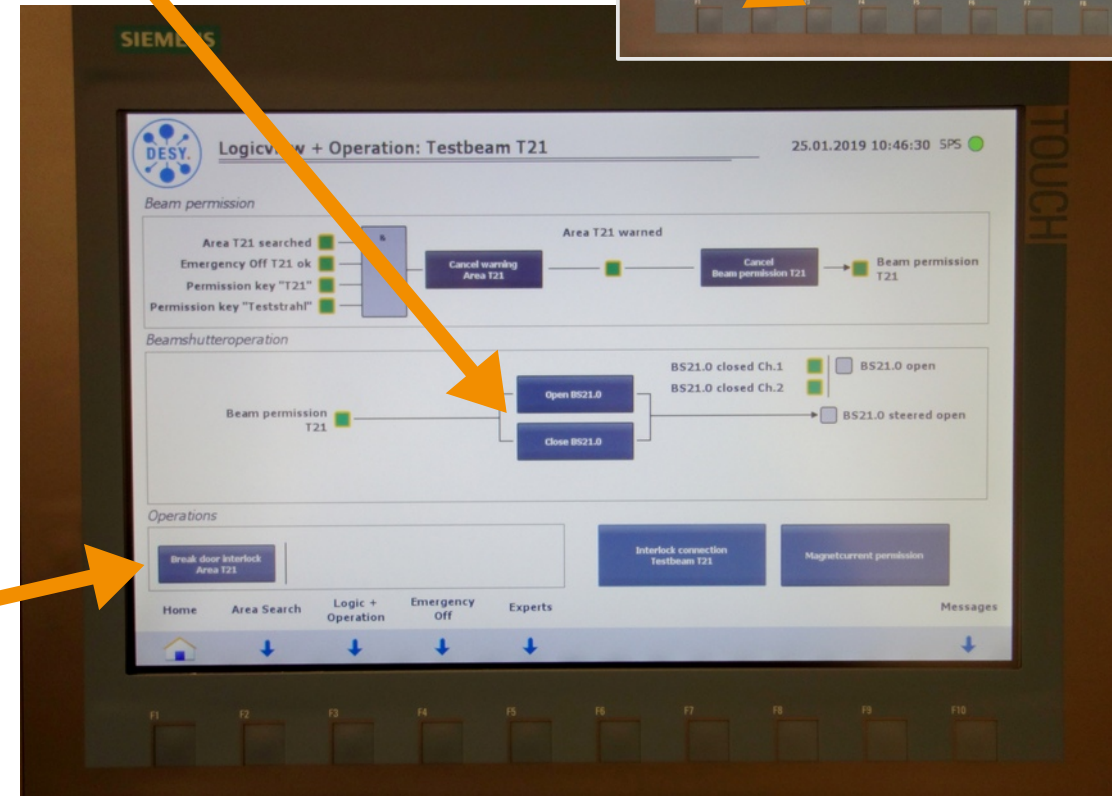 SIEMENS
TOUCH
DESY.
Logicview + Operation: Testbeam T21
25.01.2019 10:46:30 SPS
Beam permission
Area T21 searched
Emergency Off T21 ok
Permission key "T21"
Permission key "Teststrahl"
&
Cancel warning
Area T21
Area T21 warned
Cancel
Beam permission T21
Beam permission
T21
Beamshutteroperation
Beam permission
T21
Open BS21.0
Close BS21.0
BS21.0 closed Ch.1
BS21.0 closed Ch.2
BS21.0 open
BS21.0 steered open
Operations
Break door interlock
Area T21
Interlock connection
Testbeam T21
Magnetcurrent permission
Home
Area Search
Logic +
Operation
Emergency
Off
Experts
Messages
F1 F2 F3 F4 F5 F6 F7 F8 F9 F10